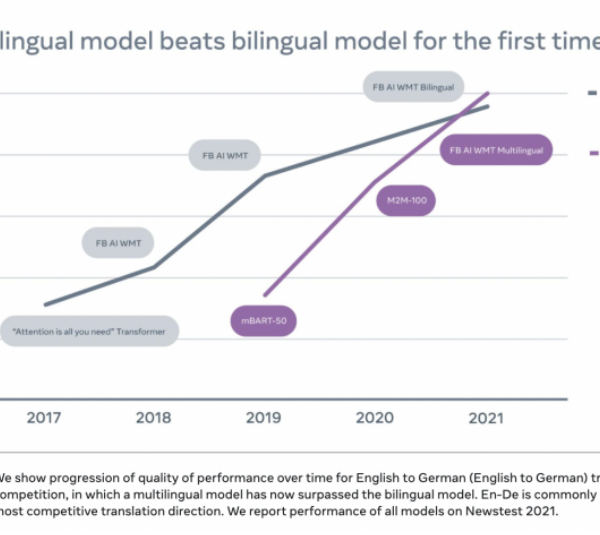 lingual model beats bilingual model for the first time
FB AI WMT Bilingual
FB AI WMT
FB AI WMT Multilingual
M2M-100
FB AI WMT
mBART-50
"Attention is all you need" Transformer
2017 2018 2019 2020 2021
We show progression of quality of performance over time for English to German (English to German) tr
ompetition, in which a multilingual model has now surpassed the bilingual model. En-De is commonly
most competitive translation direction. We report performance of all models on Newstest 2021.